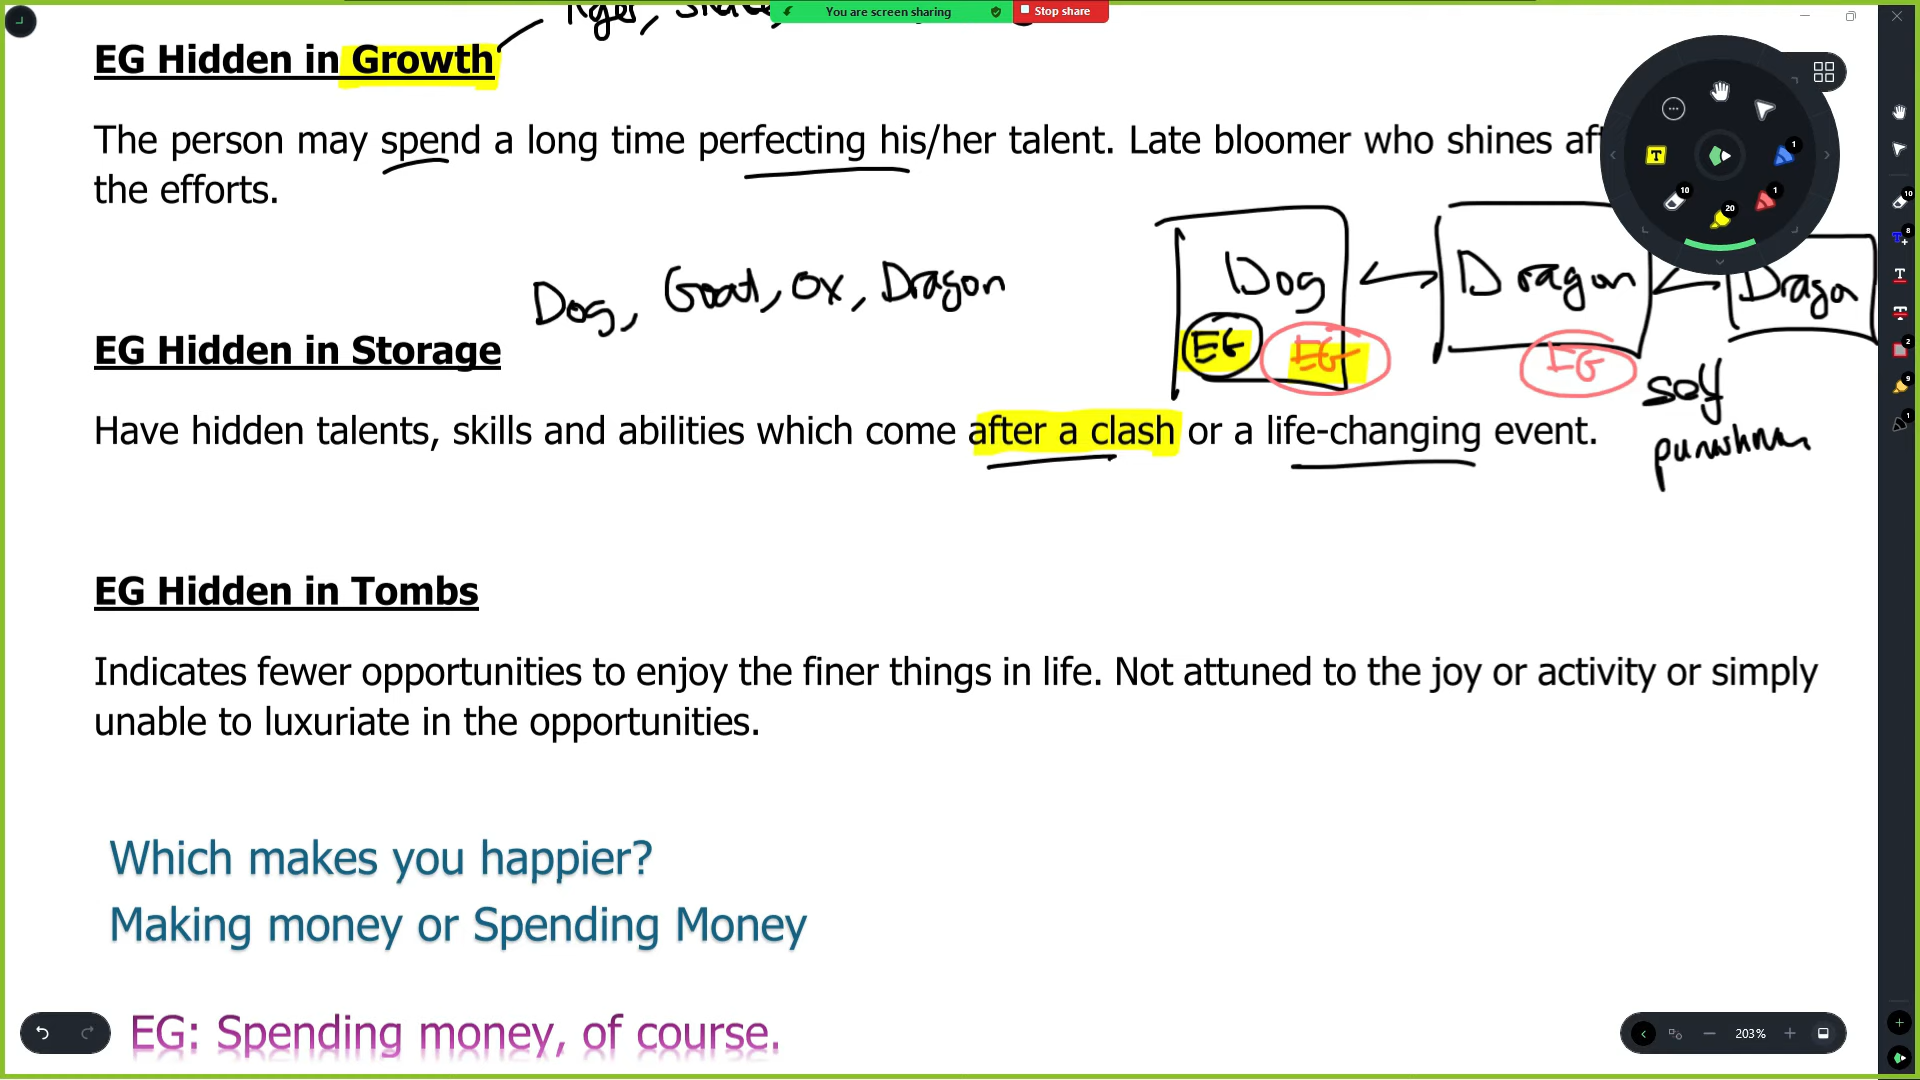 You are screen sharing
Stop share
EG Hidden in Growth
The person may spend a long time perfecting his/her talent. Late bloomer who shines
the efforts.
Dog, Goat, Ox, Dragon
Dog
Dragon
Dragon
EG Hidden in Storage
EG
EG
EG
self
Have hidden talents, skills and abilities which come after a clash or a life-changing event.
EG Hidden in Tombs
Indicates fewer opportunities to enjoy the finer things in life. Not attuned to the joy or activity or simply
unable to luxuriate in the opportunities.
Which makes you happier?
Making money or Spending Money
EG: Spending money, of course.
203%